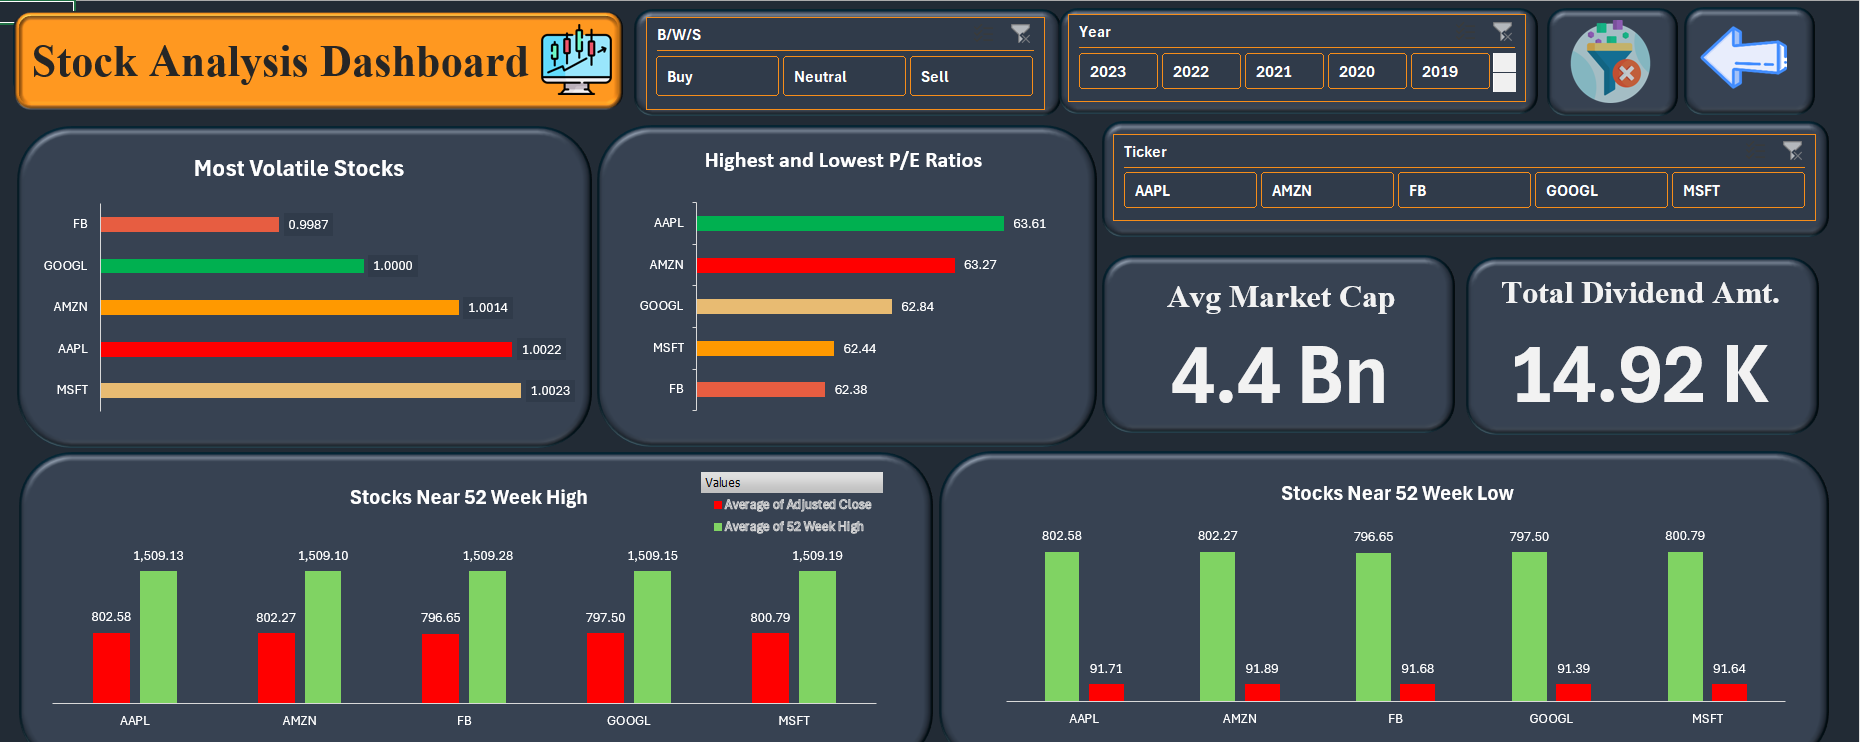 Stock Analysis Dashboard
B/W/S
Buy Neutral Sell
Year
2023 2022 2021 2020 2019
Most Volatile Stocks
FB 0.9987
GOOGL 1.0000
AMZN 1.0014
AAPL 1.0022
MSFT 1.0023
Highest and Lowest P/E Ratios
AAPL 63.61
AMZN 63.27
GOOGL 62.84
MSFT 62.44
FB 62.38
Ticker
AAPL AMZN FB GOOGL MSFT
Avg Market Cap
4.4 Bn
Total Dividend Amt.
14.92 K
Stocks Near 52 Week High
Values
Average of Adjusted Close
Average of 52 Week High
1,509.13 1,509.10 1,509.28 1,509.15 1,509.19
802.58 802.27 796.65 797.50 800.79
AAPL AMZN FB GOOGL MSFT
Stocks Near 52 Week Low
802.58 802.27 796.65 797.50 800.79
91.71 91.89 91.68 91.39 91.64
AAPL AMZN FB GOOGL MSFT